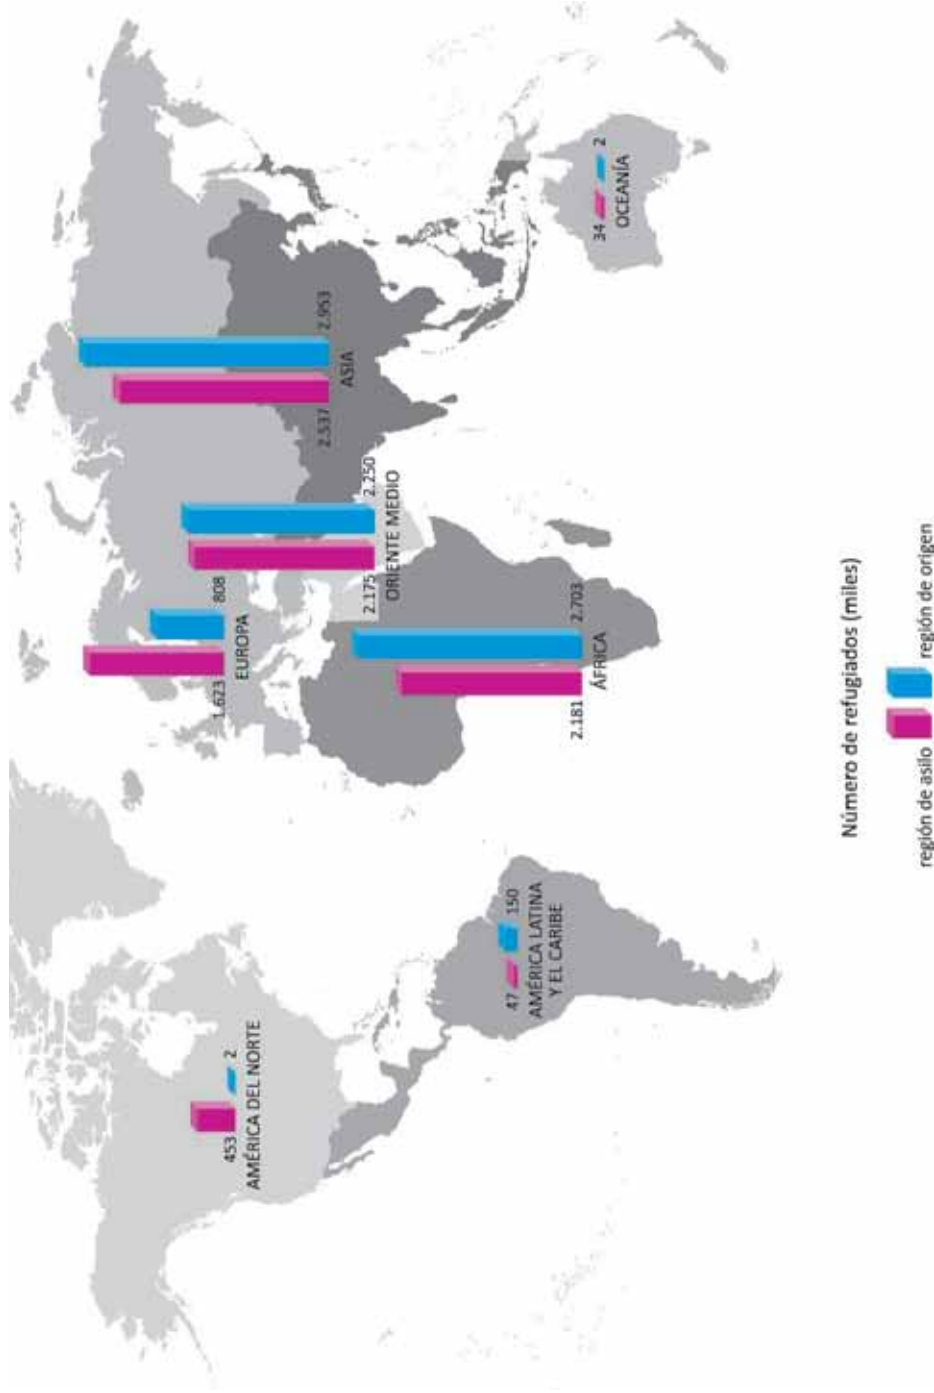 453
2
AMÉRICA DEL NORTE
47
150
AMÉRICA LATINA
Y EL CARIBE
1.623
808
EUROPA
2.175
2.250
ORIENTE MEDIO
2.181
2.703
ÁFRICA
2.537
2.953
ASIA
34
2
OCEANÍA
Número de refugiados (miles)
región de asilo
región de origen